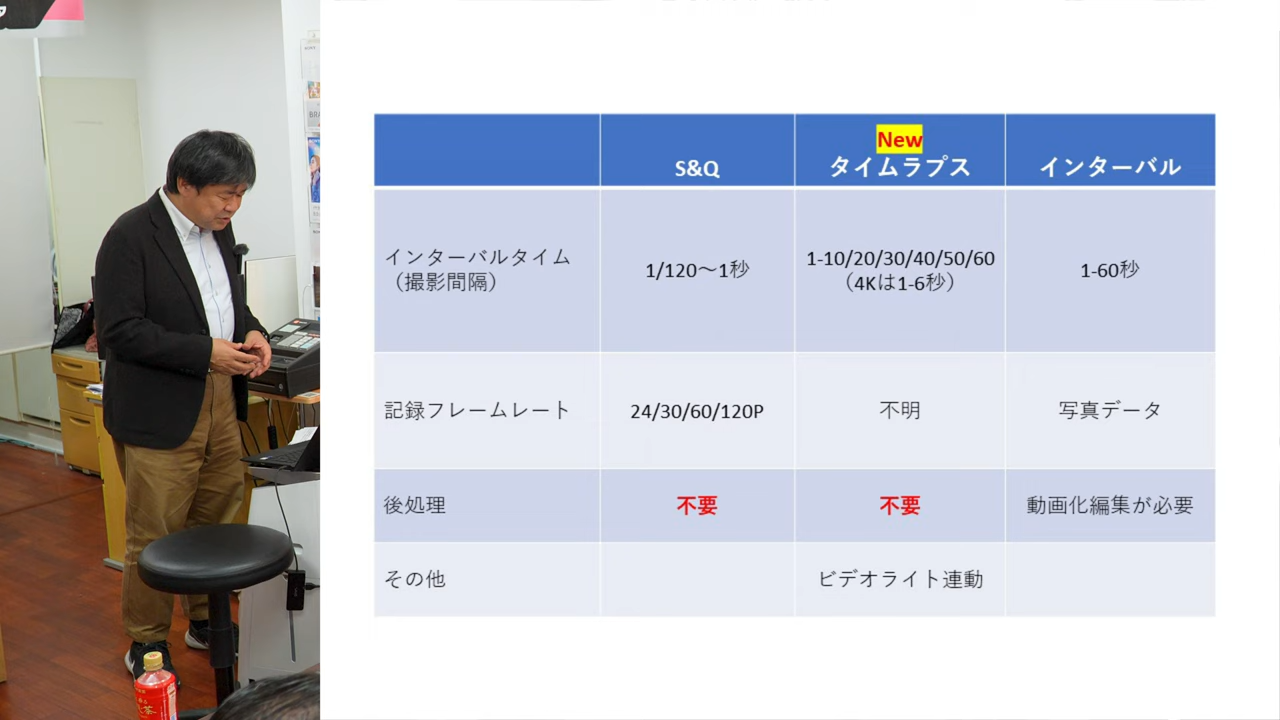 S&Q
New
タイムラプス
インターバル
インターバルタイム
（撮影間隔）
1/120～1秒
1-10/20/30/40/50/60
（4Kは1-6秒）
1-60秒
記録フレームレート
24/30/60/120P
不明
写真データ
後処理
不要
不要
動画化編集が必要
その他
ビデオライト連動